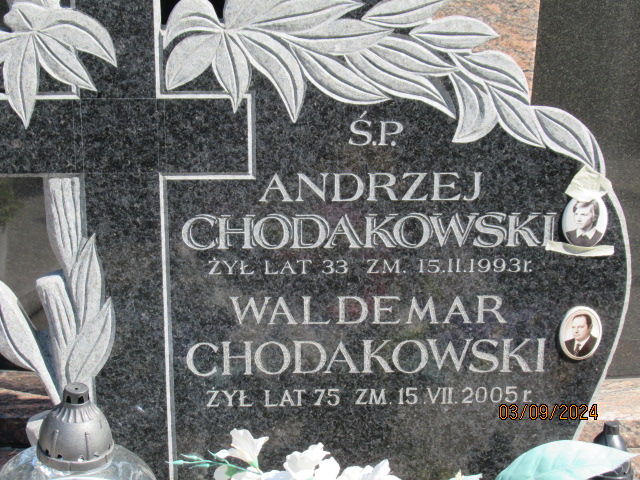 Ś.P.
ANDRZEJ
CHODAKOWSKI
ŻYŁ LAT 33 ZM. 15.II.1993r.
WALDEMAR
CHODAKOWSKI
ŻYŁ LAT 75 ZM. 15.VII.2005r.
03/09/2024